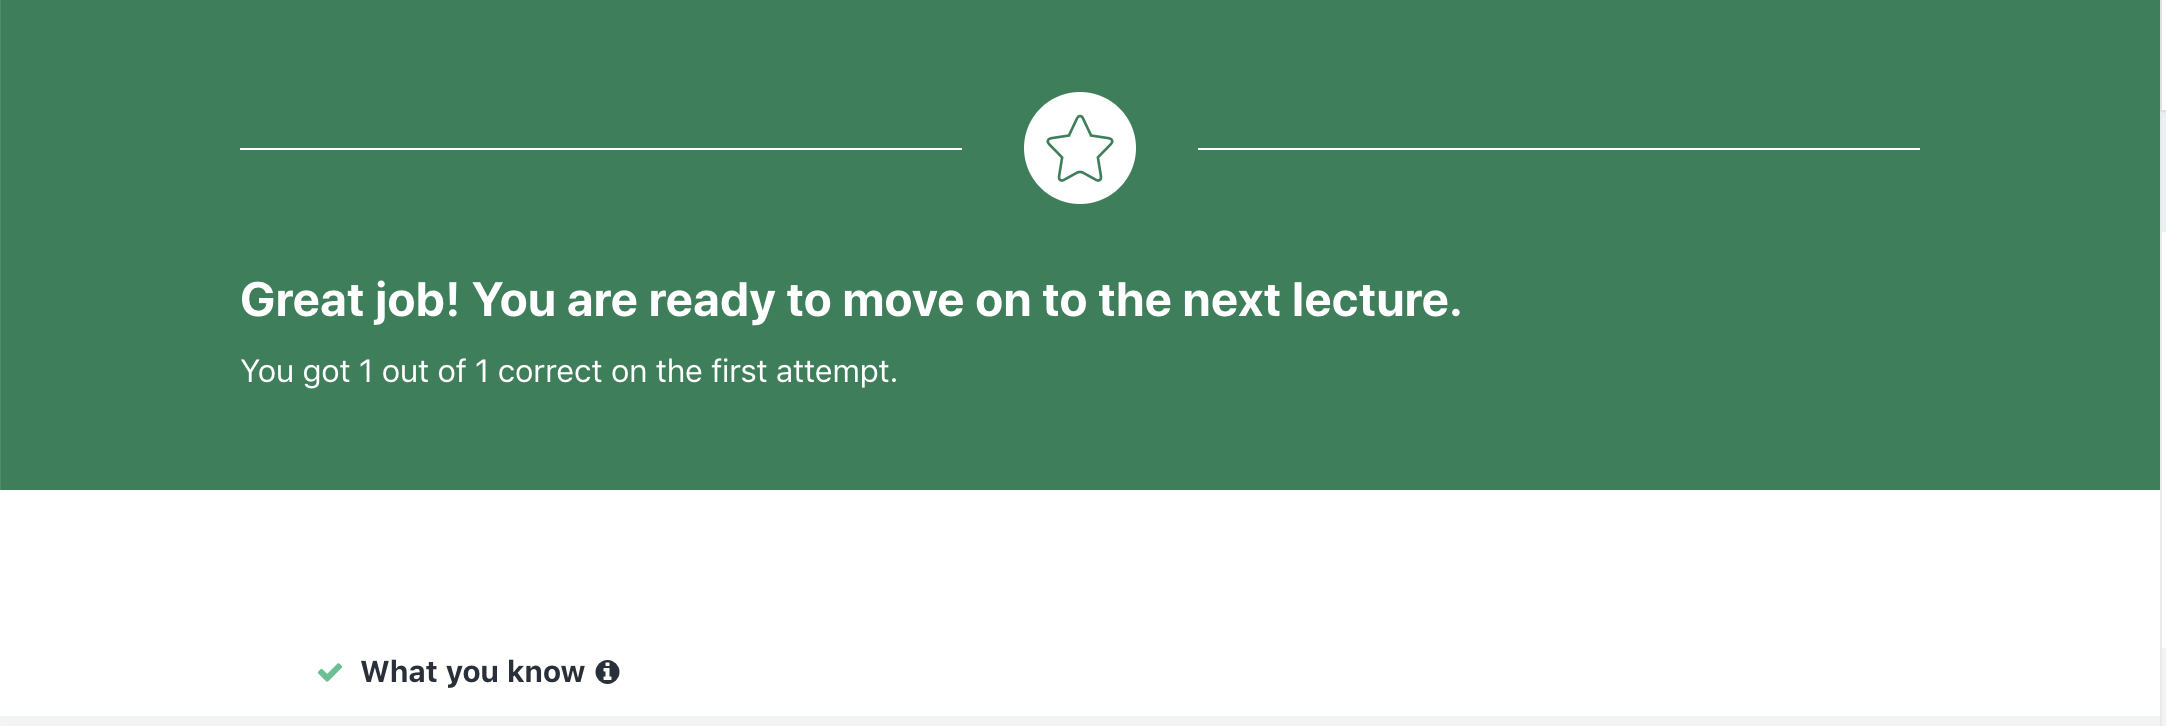 Great job! You are ready to move on to the next lecture.
You got 1 out of 1 correct on the first attempt.
What you know